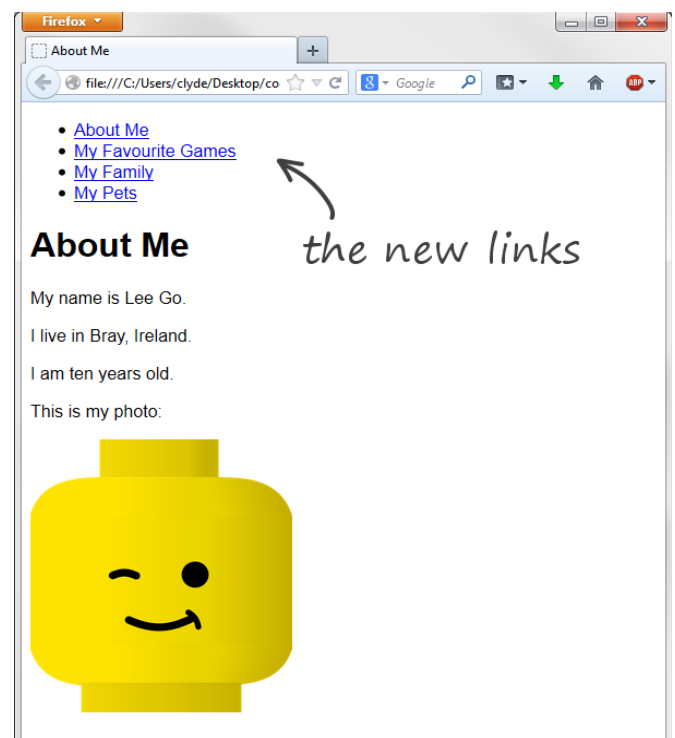 Firefox
About Me
file:///C:/Users/clyde/Desktop/co
8 Google
ABP
About Me
My Favourite Games
My Family
My Pets
the new links
About Me
My name is Lee Go.
I live in Bray, Ireland.
I am ten years old.
This is my photo: